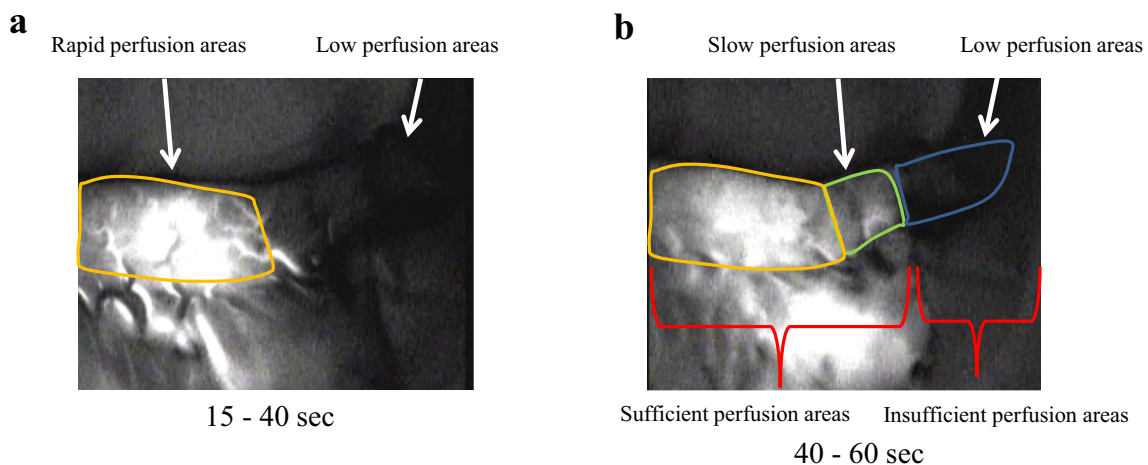 a
Rapid perfusion areas
Low perfusion areas
15 - 40 sec
b
Slow perfusion areas
Low perfusion areas
Sufficient perfusion areas
Insufficient perfusion areas
40 - 60 sec